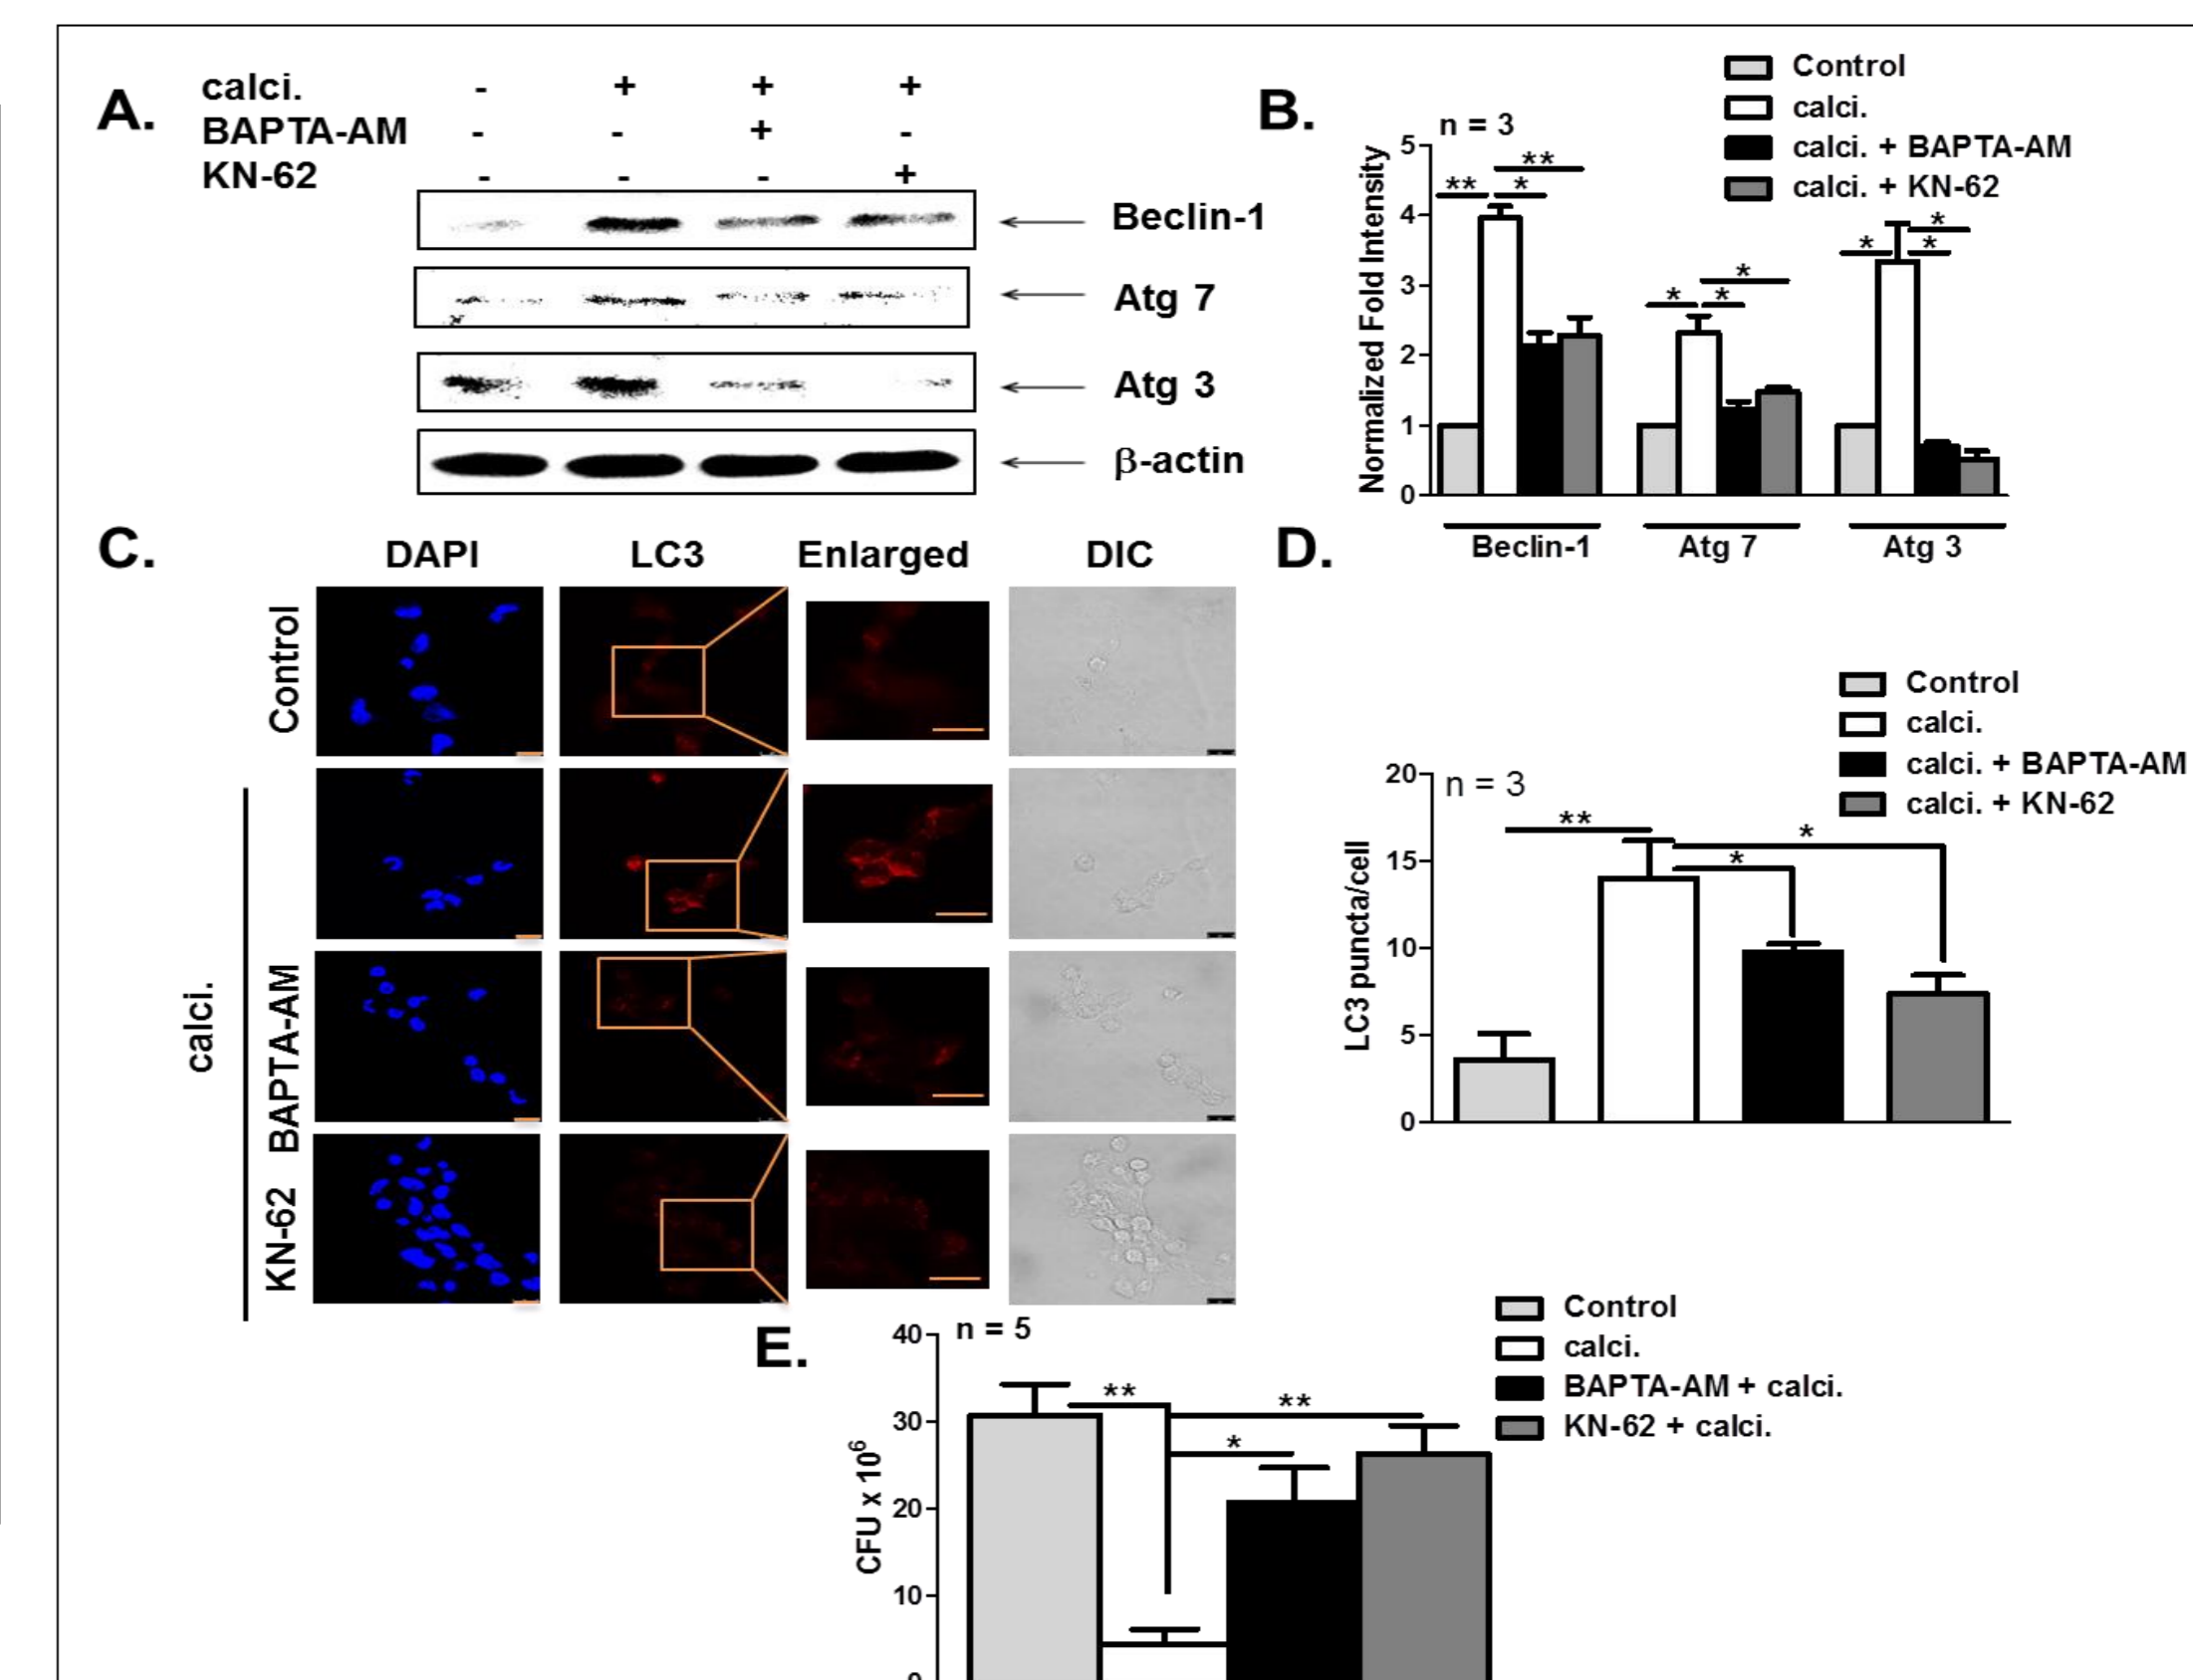 A.
calci. - + + +
BAPTA-AM - - + -
KN-62 - - - +
Beclin-1
Atg 7
Atg 3
β-actin
B.
Control
calci.
calci. + BAPTA-AM
calci. + KN-62
n = 3
Normalized Fold Intensity
5
4
3
2
1
0
** * **
* * *
* * *
Beclin-1 Atg 7 Atg 3
C.
DAPI LC3 Enlarged DIC
Control
calci.
BAPTA-AM
KN-62
D.
Control
calci.
calci. + BAPTA-AM
calci. + KN-62
n = 3
LC3 puncta/cell
20
15
10
5
0
** * *
E.
Control
calci.
BAPTA-AM + calci.
KN-62 + calci.
n = 5
CFU x 10⁶
40
30
20
10
0
** * **